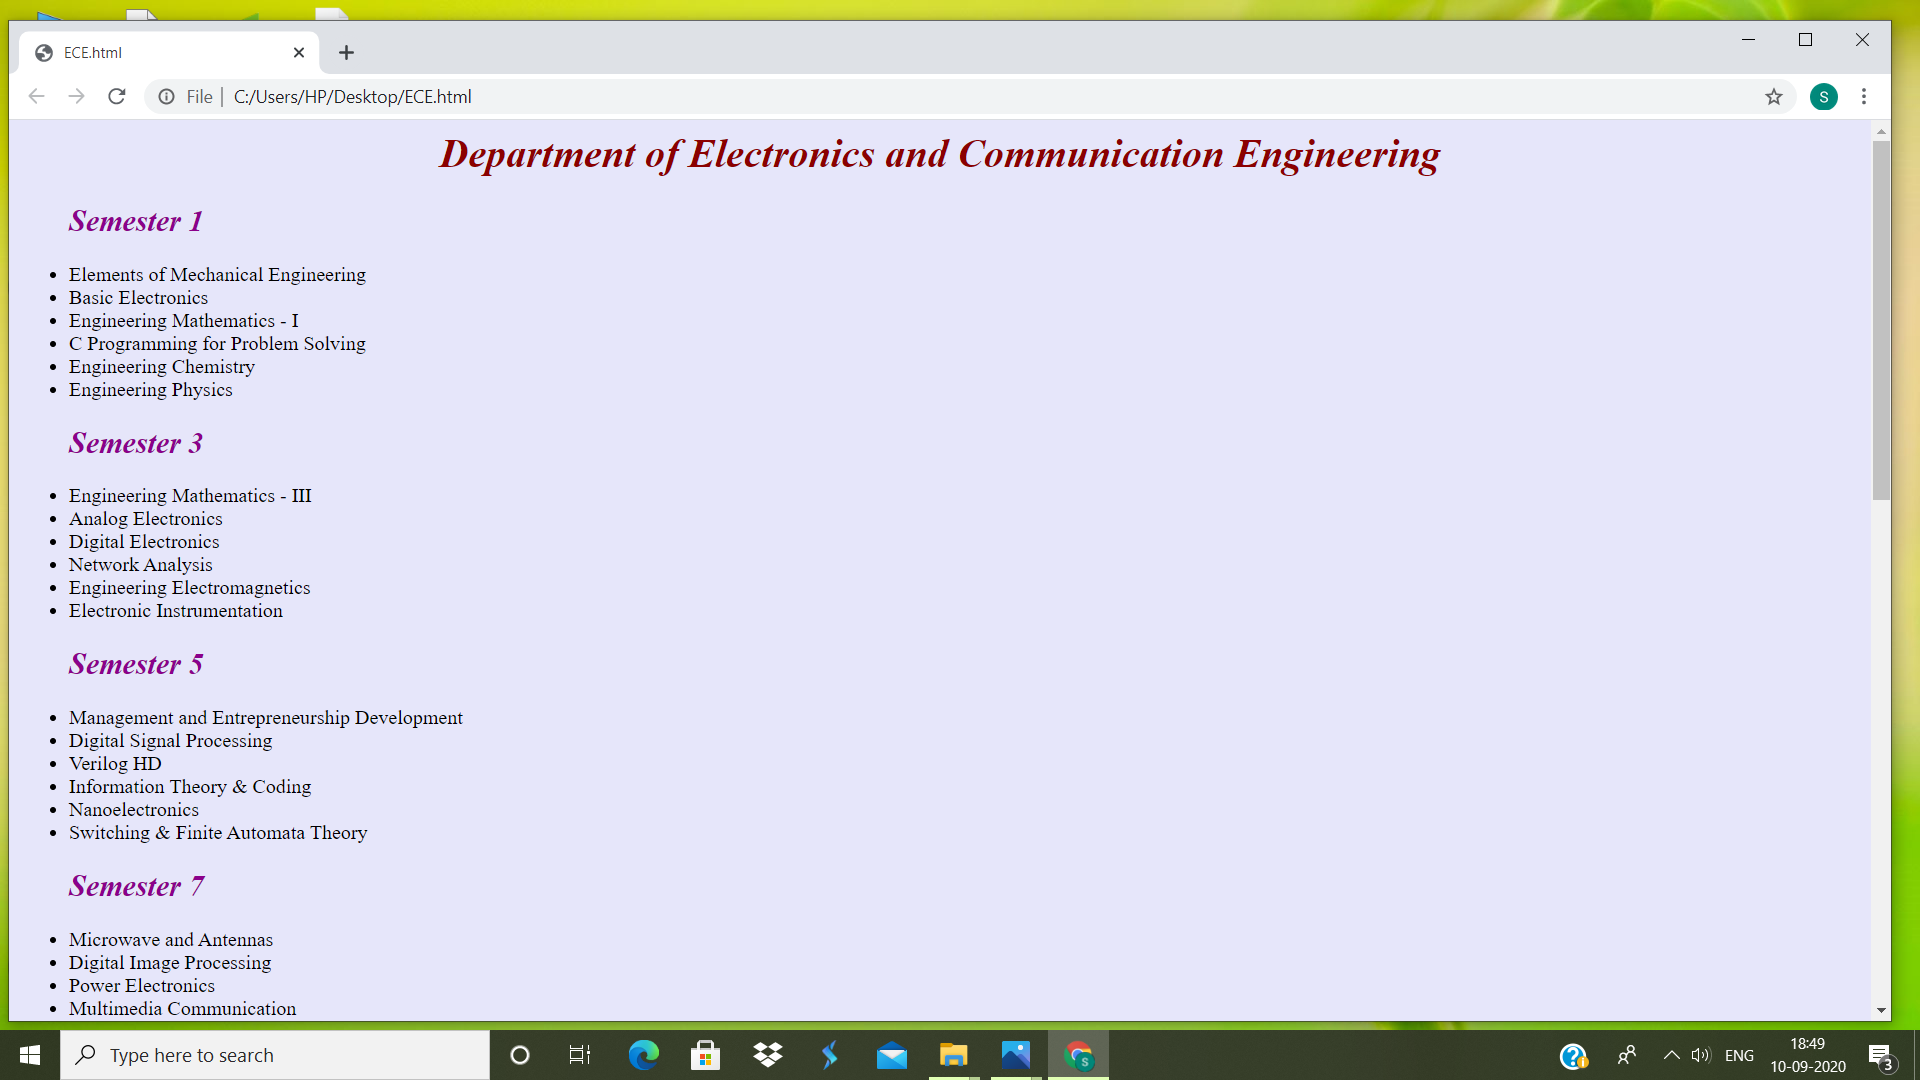 ECE.html
File | C:/Users/HP/Desktop/ECE.html
S
Department of Electronics and Communication Engineering
Semester 1
Elements of Mechanical Engineering
Basic Electronics
Engineering Mathematics - I
C Programming for Problem Solving
Engineering Chemistry
Engineering Physics
Semester 3
Engineering Mathematics - III
Analog Electronics
Digital Electronics
Network Analysis
Engineering Electromagnetics
Electronic Instrumentation
Semester 5
Management and Entrepreneurship Development
Digital Signal Processing
Verilog HD
Information Theory & Coding
Nanoelectronics
Switching & Finite Automata Theory
Semester 7
Microwave and Antennas
Digital Image Processing
Power Electronics
Multimedia Communication
Type here to search
S
ENG
18:49
10-09-2020
3